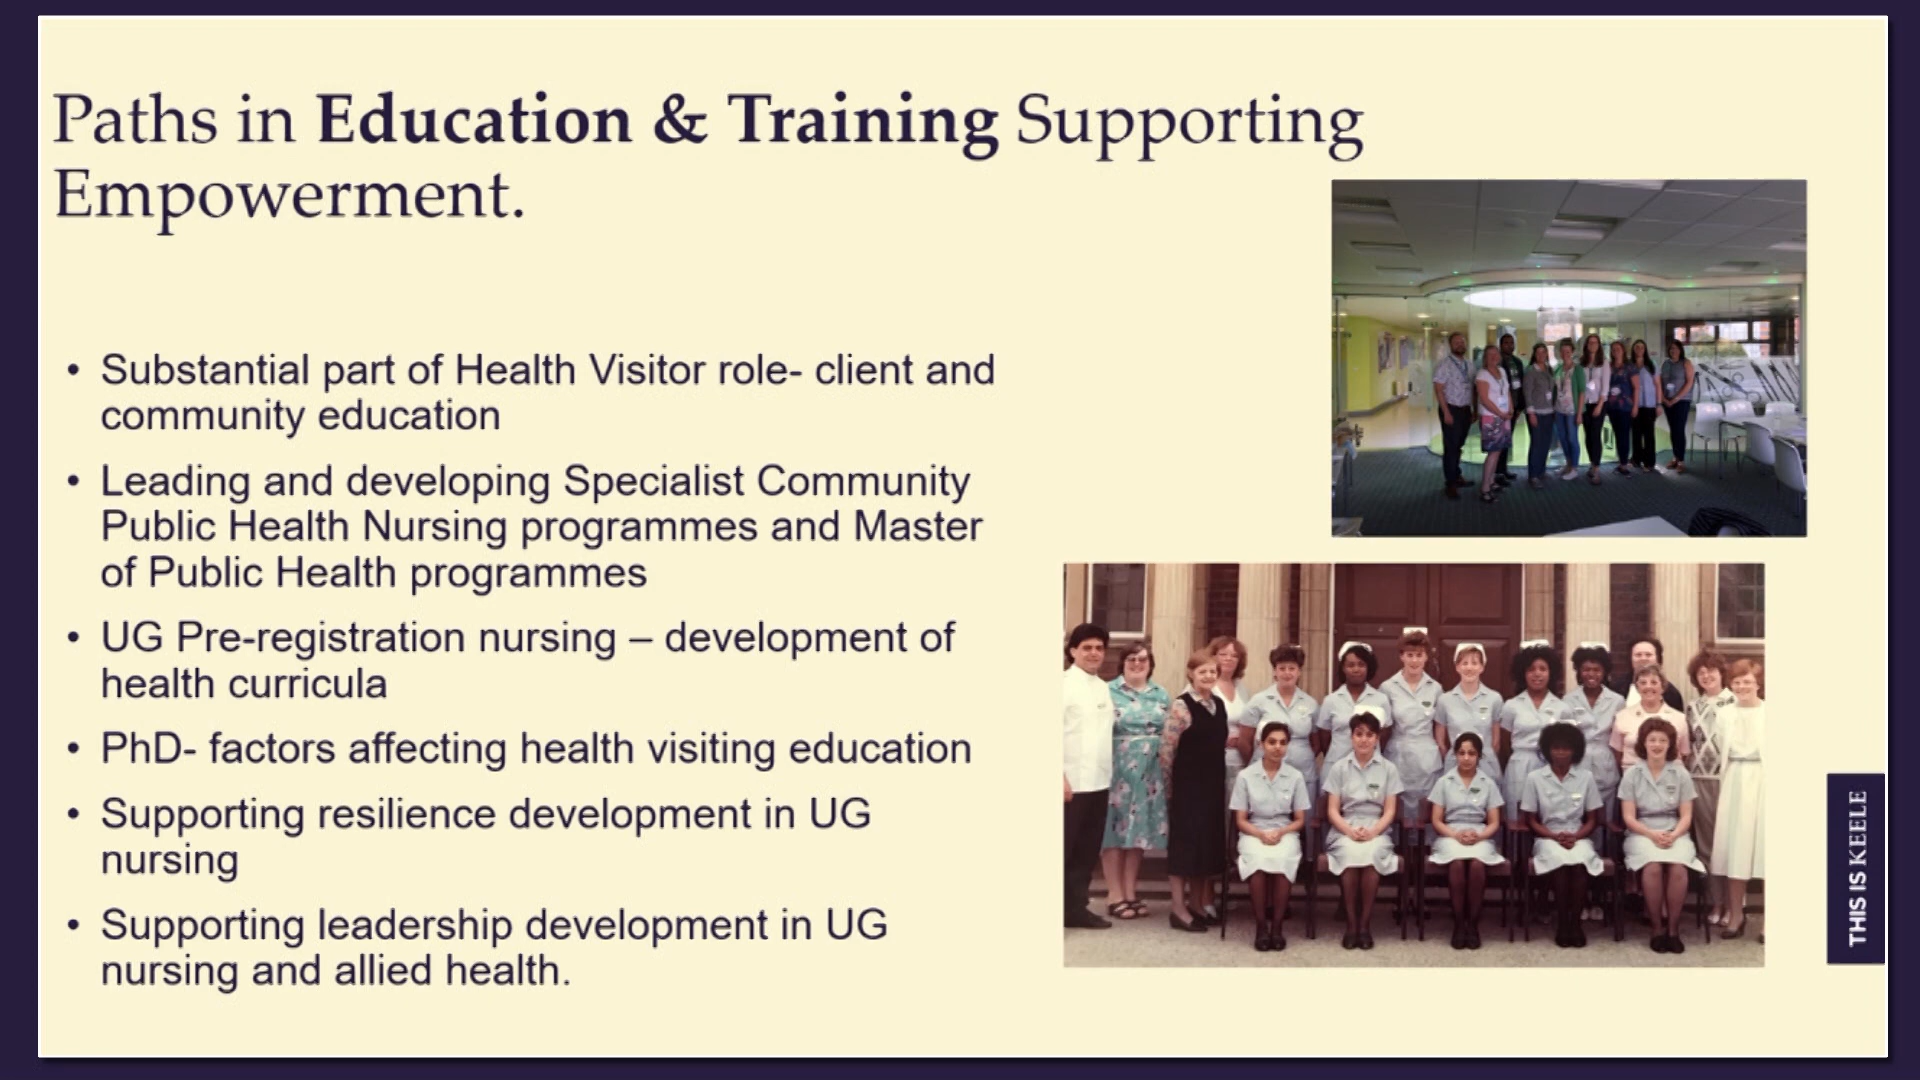 Paths in Education & Training Supporting
Empowerment.
• Substantial part of Health Visitor role- client and
community education
• Leading and developing Specialist Community
Public Health Nursing programmes and Master
of Public Health programmes
• UG Pre-registration nursing – development of
health curricula
• PhD- factors affecting health visiting education
• Supporting resilience development in UG
nursing
• Supporting leadership development in UG
nursing and allied health.
THIS IS KEELE